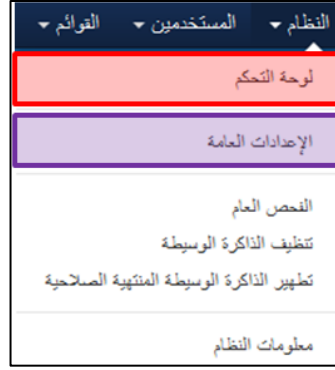 النظام المستخدمين القوائم
لوحة التحكم
الإعدادات العامة
الفحص العام
تنظيف الذاكرة الوسيطة
تطهير الذاكرة الوسيطة المنتهية الصلاحية
معلومات النظام